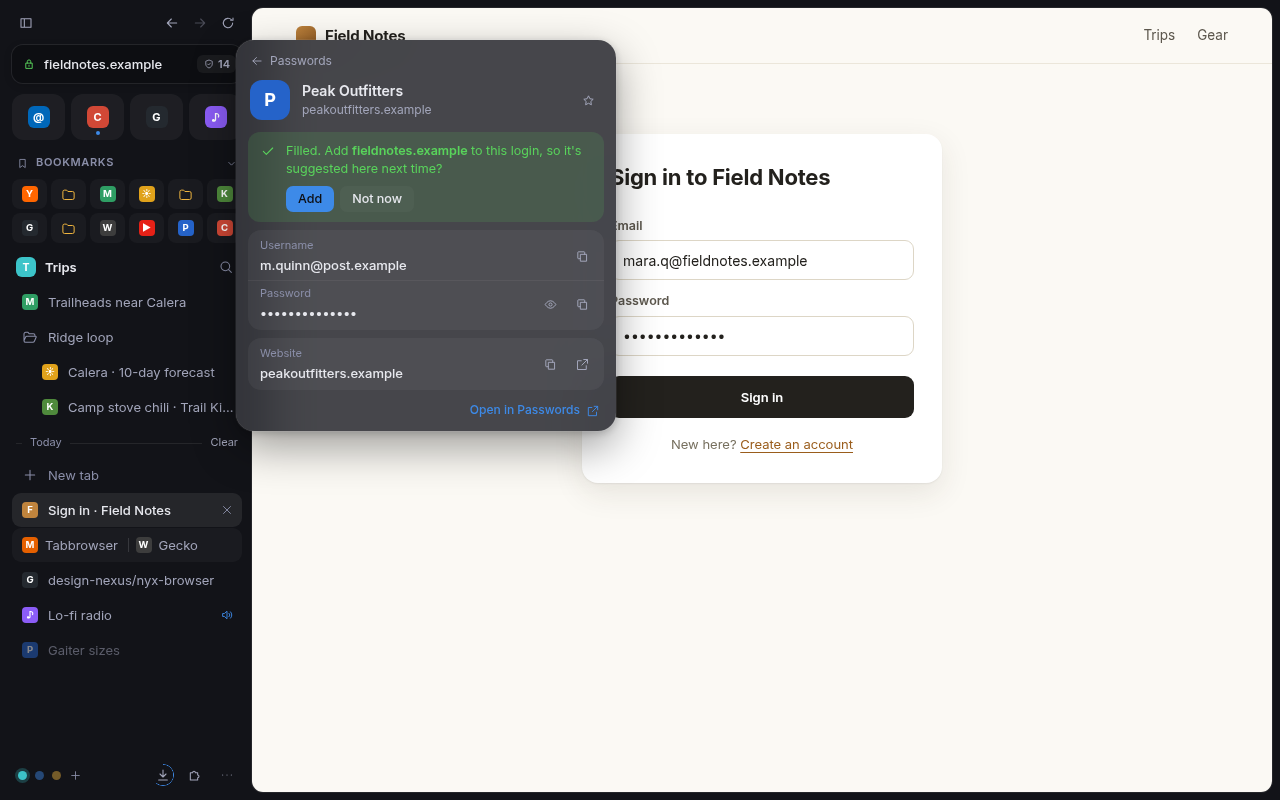 fieldnotes.example
14
@
C
G
BOOKMARKS
Y
M
K
G
W
P
C
T Trips
M Trailheads near Calera
Ridge loop
Calera · 10-day forecast
K Camp stove chili · Trail Ki...
Today
Clear
New tab
F Sign in · Field Notes
M Tabbrowser
W Gecko
G design-nexus/nyx-browser
Lo-fi radio
P Gaiter sizes
Passwords
P
Peak Outfitters
peakoutfitters.example
Filled. Add fieldnotes.example to this login, so it's
suggested here next time?
Add
Not now
Username
m.quinn@post.example
Password
••••••••••••••
Website
peakoutfitters.example
Open in Passwords
Field Notes
Trips
Gear
Sign in to Field Notes
Email
mara.q@fieldnotes.example
Password
•••••••••••••
Sign in
New here? Create an account